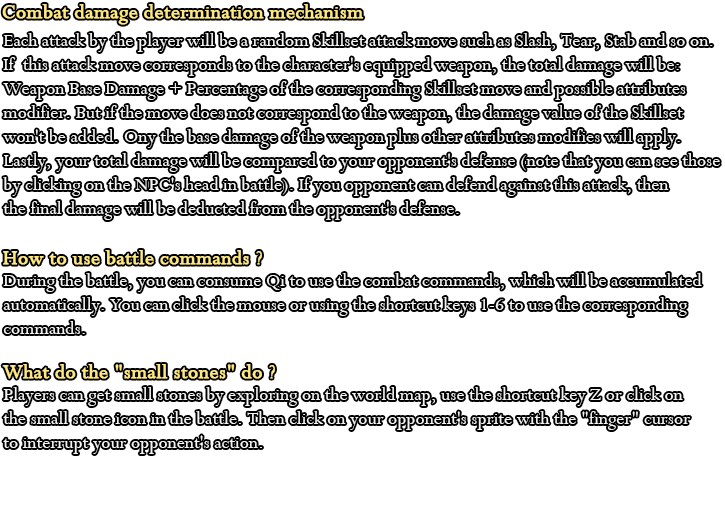 Combat damage determination mechanism
Each attack by the player will be a random Skillset attack move such as Slash, Tear, Stab and so on.
If this attack move corresponds to the character's equipped weapon, the total damage will be:
Weapon Base Damage + Percentage of the corresponding Skillset move and possible attributes
modifier. But if the move does not correspond to the weapon, the damage value of the Skillset
won't be added. Ony the base damage of the weapon plus other attributes modifies will apply.
Lastly, your total damage will be compared to your opponent's defense (note that you can see those
by clicking on the NPC's head in battle). If you opponent can defend against this attack, then
the final damage will be deducted from the opponent's defense.
How to use battle commands ?
During the battle, you can consume Qi to use the combat commands, which will be accumulated
automatically. You can click the mouse or using the shortcut keys 1-6 to use the corresponding
commands.
What do the "small stones" do ?
Players can get small stones by exploring on the world map, use the shortcut key Z or click on
the small stone icon in the battle. Then click on your opponent's sprite with the "finger" cursor
to interrupt your opponent's action.